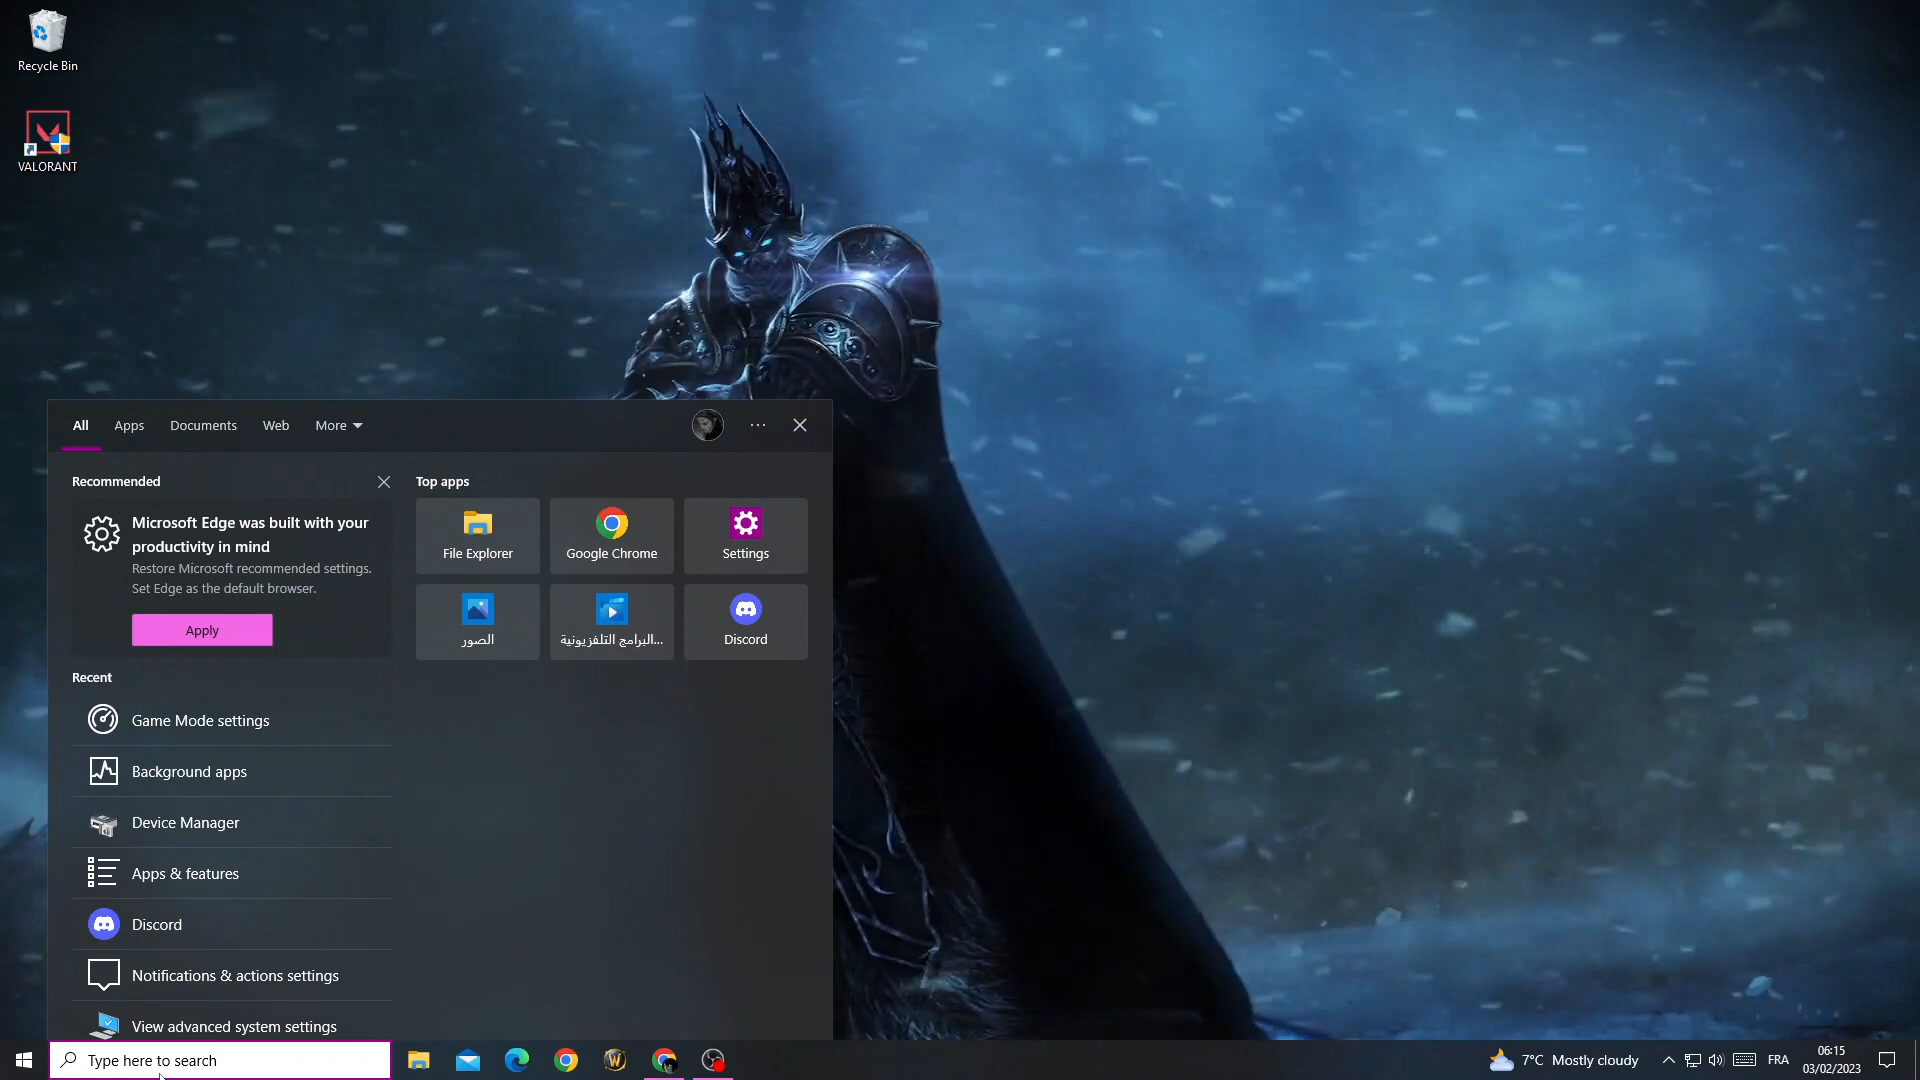 Recycle Bin
VALORANT
All
Apps
Documents
Web
More
Recommended
Microsoft Edge was built with your
productivity in mind
Restore Microsoft recommended settings.
Set Edge as the default browser.
Apply
Top apps
File Explorer
Google Chrome
Settings
الصور
البرامج التلفزيونية...
Discord
Recent
Game Mode settings
Background apps
Device Manager
Apps & features
Discord
Notifications & actions settings
View advanced system settings
Type here to search
7°C Mostly cloudy
FRA
06:15
03/02/2023